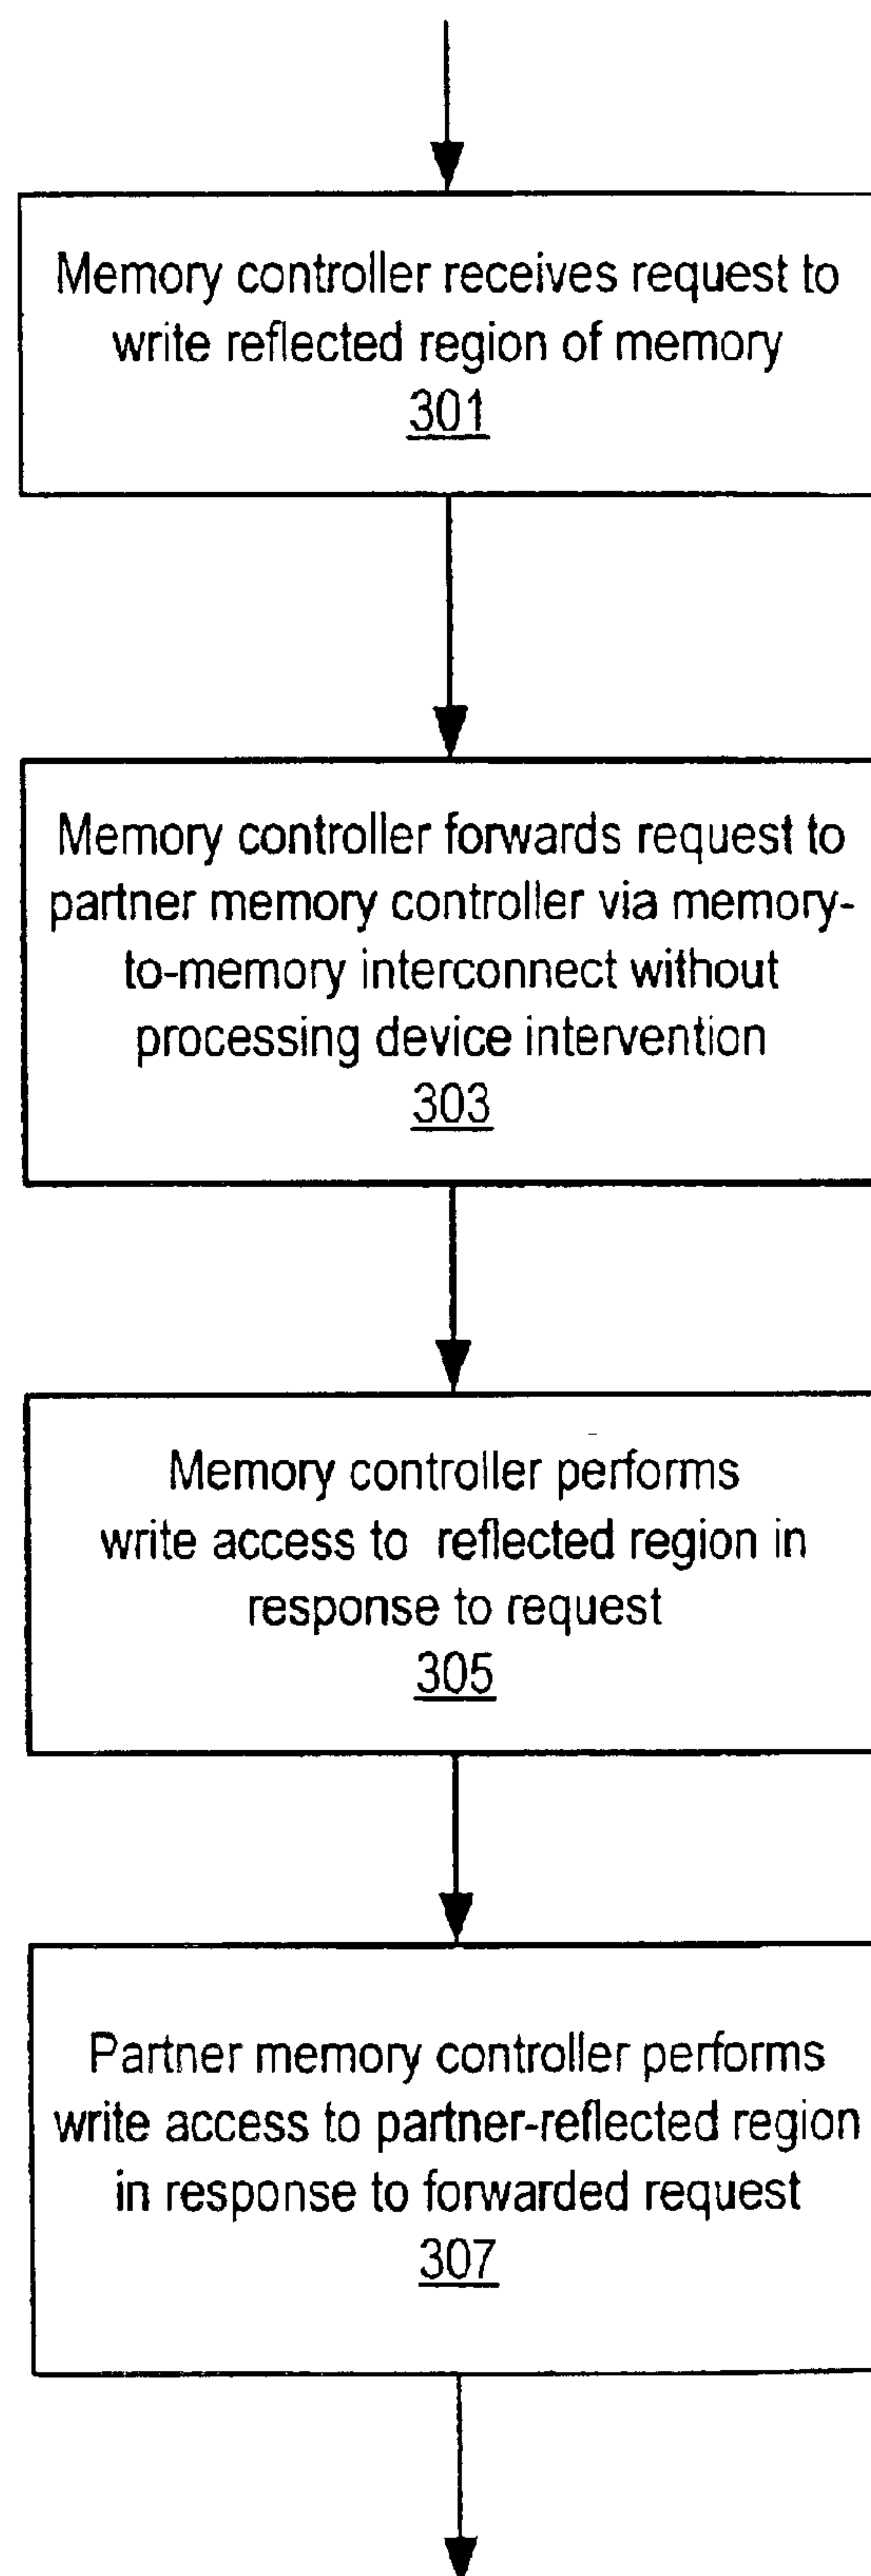 Memory controller receives request to
write reflected region of memory
301
Memory controller forwards request to
partner memory controller via memory-
to-memory interconnect without
processing device intervention
303
Memory controller performs
write access to reflected region in
response to request
305
Partner memory controller performs
write access to partner-reflected region
in response to forwarded request
307